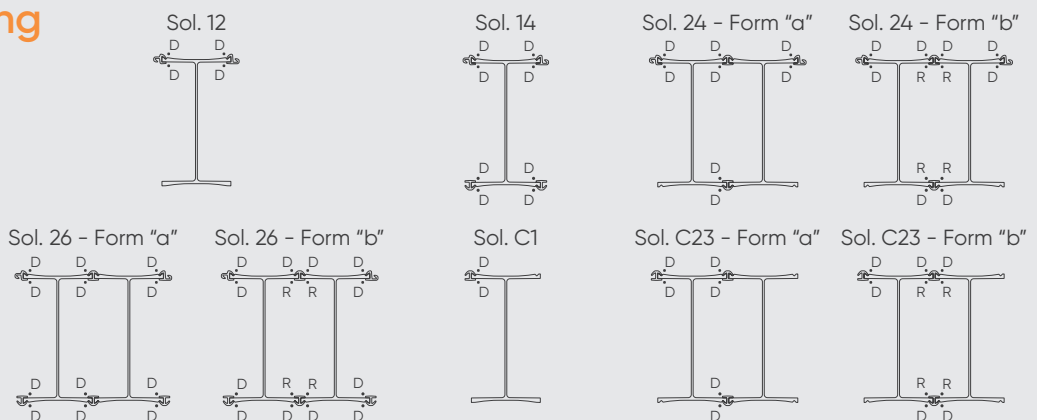 ng
Sol. 12
D D
D D
Sol. 14
D D
D D
D D
D D
Sol. 24 - Form “a”
D D D
D D D
D
D
Sol. 24 - Form “b”
D D D D
D R R D
R R
D D
Sol. 26 - Form “a”
D D D
D D D
D D D
D D D
Sol. 26 - Form “b”
D D D D
D R R D
D R R D
D D D D
Sol. C1
D
D
Sol. C23 - Form “a”
D D
D D
D
D
Sol. C23 - Form “b”
D D D
D R R
R R
D D